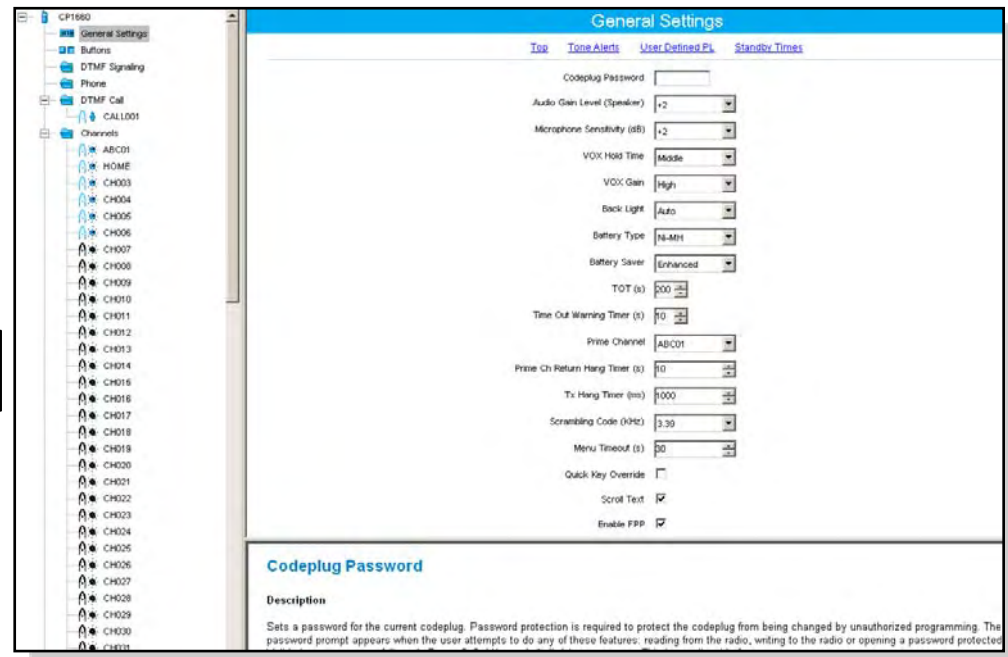 CP1660
General Settings
Buttons
DTMF Signaling
Phone
DTMF Call
CALL001
Channels
ABC01
HOME
CH003
CH004
CH005
CH006
CH007
CH008
CH009
CH010
CH011
CH012
CH013
CH014
CH015
CH016
CH017
CH018
CH019
CH020
CH021
CH022
CH023
CH024
CH025
CH026
CH027
CH028
CH029
CH030
CH031
General Settings
Top Tone Alerts User Defined PL Standby Times
Codeplug Password
Audio Gain Level (Speaker) +2
Microphone Sensitivity (dB) +2
VOX Hold Time Middle
VOX Gain High
Back Light Auto
Battery Type Ni-MH
Battery Saver Enhanced
TOT (s) 200
Time Out Warning Timer (s) 10
Prime Channel ABC01
Prime Ch Return Hang Timer (s) 10
Tx Hang Timer (ms) 1000
Scrambling Code (KHz) 3.39
Menu Timeout (s) 30
Quick Key Override
Scroll Text
Enable FPP
Codeplug Password
Description
Sets a password for the current codeplug. Password protection is required to protect the codeplug from being changed by unauthorized programming. The
password prompt appears when the user attempts to do any of these features: reading from the radio, writing to the radio or opening a password protected